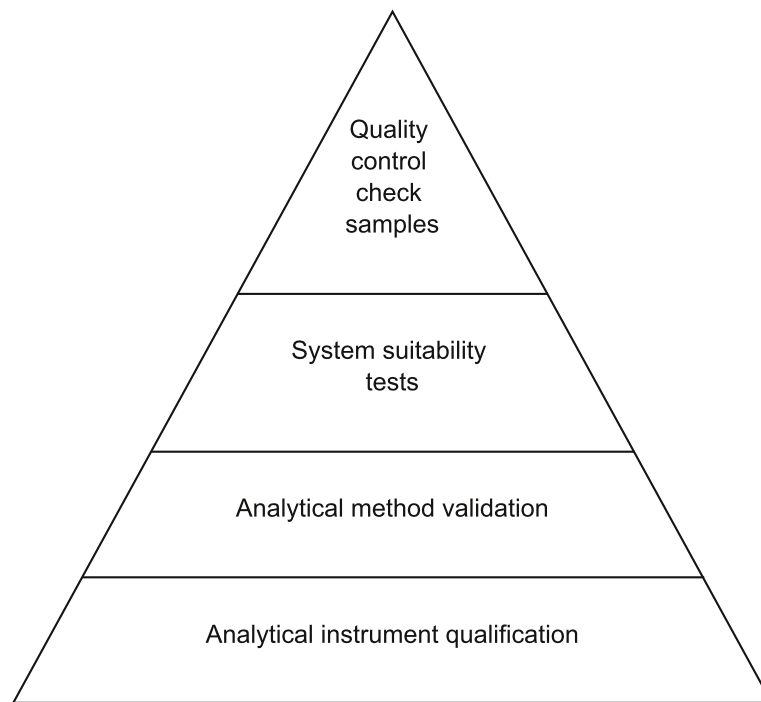 Quality
control
check
samples
System suitability
tests
Analytical method validation
Analytical instrument qualification